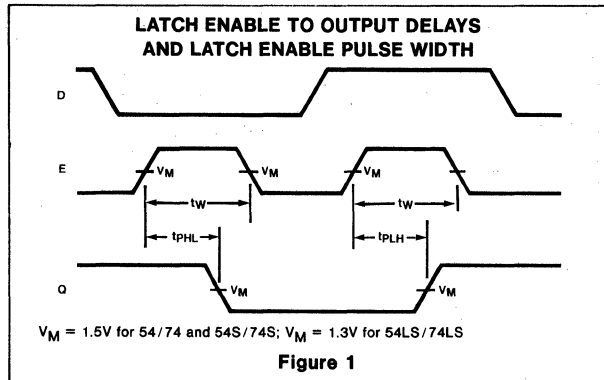 LATCH ENABLE TO OUTPUT DELAYS
AND LATCH ENABLE PULSE WIDTH
D
E
VM
VM
VM
tW
tW
tPHL
tPLH
Q
VM
VM
VM = 1.5V for 54/74 and 54S/74S; VM = 1.3V for 54LS/74LS
Figure 1